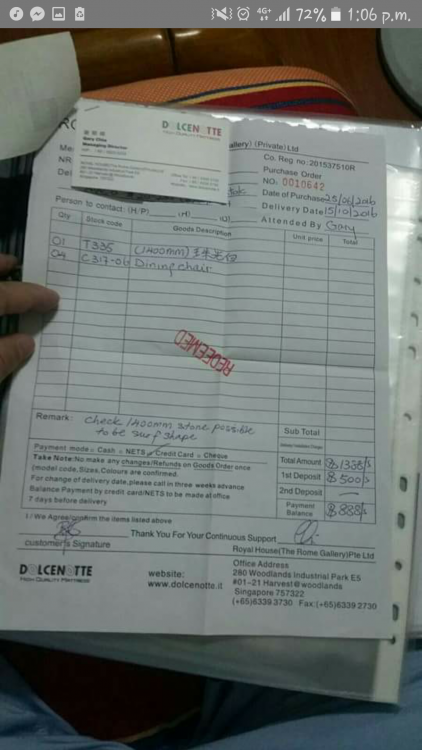 4G+ 72% 1:06 p.m.
DOLCENOTTE
Gallery) (Private) Ltd
Co. Reg no: 201537510R
Purchase Order
NO: 0010642
Date of Purchase 25/06/2016
Delivery Date 15/10/2016
Attended By Gary
Person to contact: (H/P) (H) (O)
Qty Stock code Goods Description Unit price Total
01 T335 (1400mm)
04 C317-06 Dining chair
REDEEMED
Remark: Check 1400mm stone possible
to be surf shape
Sub Total
Payment mode: Cash NETS Credit Card Cheque
Take Note: No make any changes/Refunds on Goods Order once
(model code,Sizes,Colours are confirmed.
For change of delivery date,please call in three weeks advance
Balance Payment by credit card/NETS to be made at office
7 days before delivery
Total Amount $1388/-
1st Deposit $500/-
2nd Deposit —
Payment Balance $888/-
I / We Agree/confirm the items listed above
Thank You For Your Continuous Support
customer's Signature
Royal House(The Rome Gallery)Pte Ltd
DOLCENOTTE
HIGH QUALITY MATTRESS
website:
www.dolcenotte.it
Office Address
280 Woodlands Industrial Park E5
#01-21 Harvest@woodlands
Singapore 757322
(+65)6339 3730 Fax:(+65)6339 2730